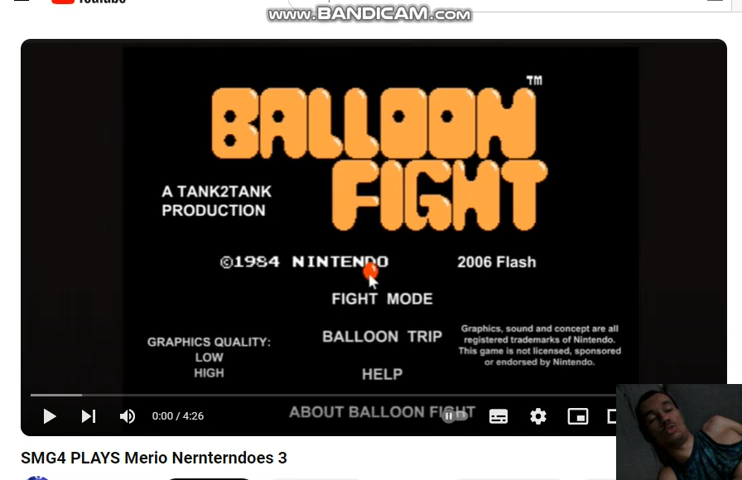 www.BANDICAM.com
BALLOON
FIGHT
TM
A TANK2TANK
PRODUCTION
©1984 NINTENDO
2006 Flash
FIGHT MODE
BALLOON TRIP
HELP
ABOUT BALLOON FIGHT
GRAPHICS QUALITY:
LOW
HIGH
Graphics, sound and concept are all
registered trademarks of Nintendo.
This game is not licensed, sponsored
or endorsed by Nintendo.
0:00 / 4:26
SMG4 PLAYS Merio Nernterndoes 3